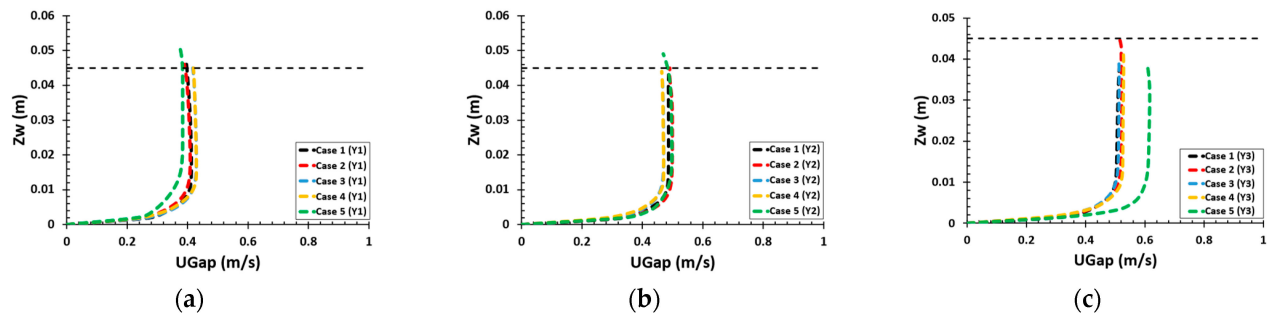 0.06
0.05
0.04
0.03
0.02
0.01
0
Zw (m)
0 0.2 0.4 0.6 0.8 1
UGap (m/s)
Case 1 (Y1)
Case 2 (Y1)
Case 3 (Y1)
Case 4 (Y1)
Case 5 (Y1)
(a)
0.06
0.05
0.04
0.03
0.02
0.01
0
Zw (m)
0 0.2 0.4 0.6 0.8 1
UGap (m/s)
Case 1 (Y2)
Case 2 (Y2)
Case 3 (Y2)
Case 4 (Y2)
Case 5 (Y2)
(b)
0.05
0.04
0.03
0.02
0.01
0
Zw (m)
0 0.2 0.4 0.6 0.8 1
UGap (m/s)
Case 1 (Y3)
Case 2 (Y3)
Case 3 (Y3)
Case 4 (Y3)
Case 5 (Y3)
(c)